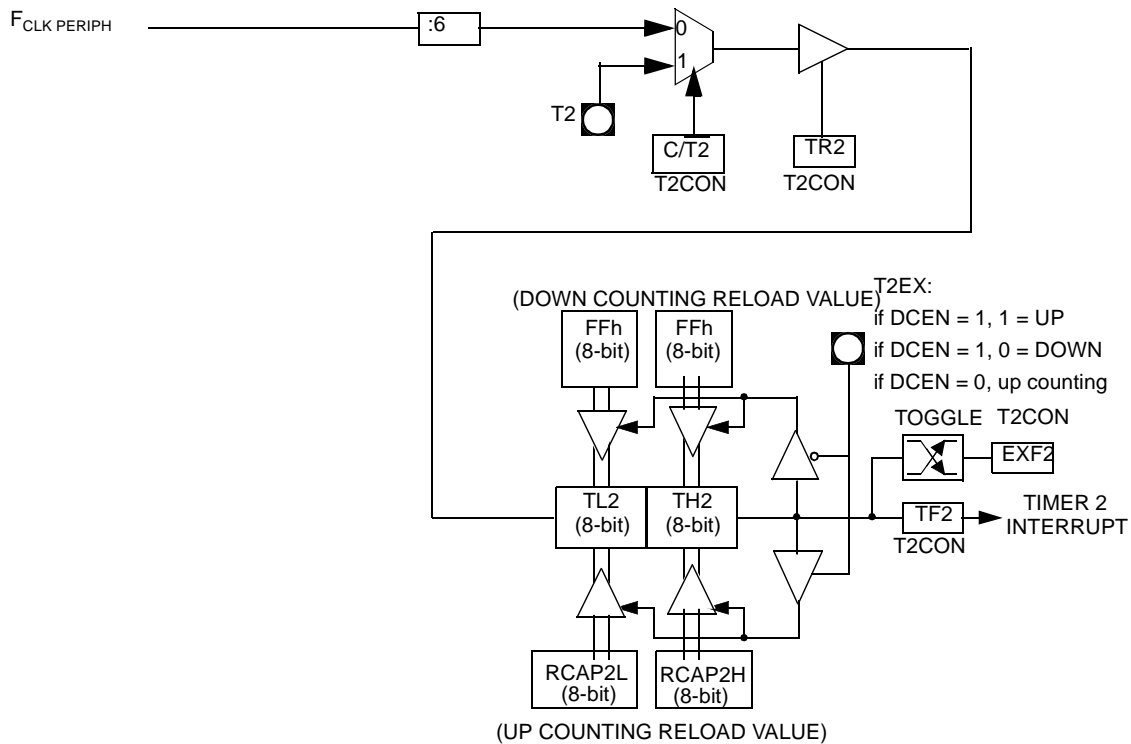 FCLK PERIPH
:6
0
1
T2
C/T2
TR2
T2CON
T2CON
T2EX:
(DOWN COUNTING RELOAD VALUE)
if DCEN = 1, 1 = UP
FFh
(8-bit)
FFh
(8-bit)
if DCEN = 1, 0 = DOWN
if DCEN = 0, up counting
TOGGLE
T2CON
EXF2
TL2
(8-bit)
TH2
(8-bit)
TF2
T2CON
TIMER 2
INTERRUPT
RCAP2L
(8-bit)
RCAP2H
(8-bit)
(UP COUNTING RELOAD VALUE)